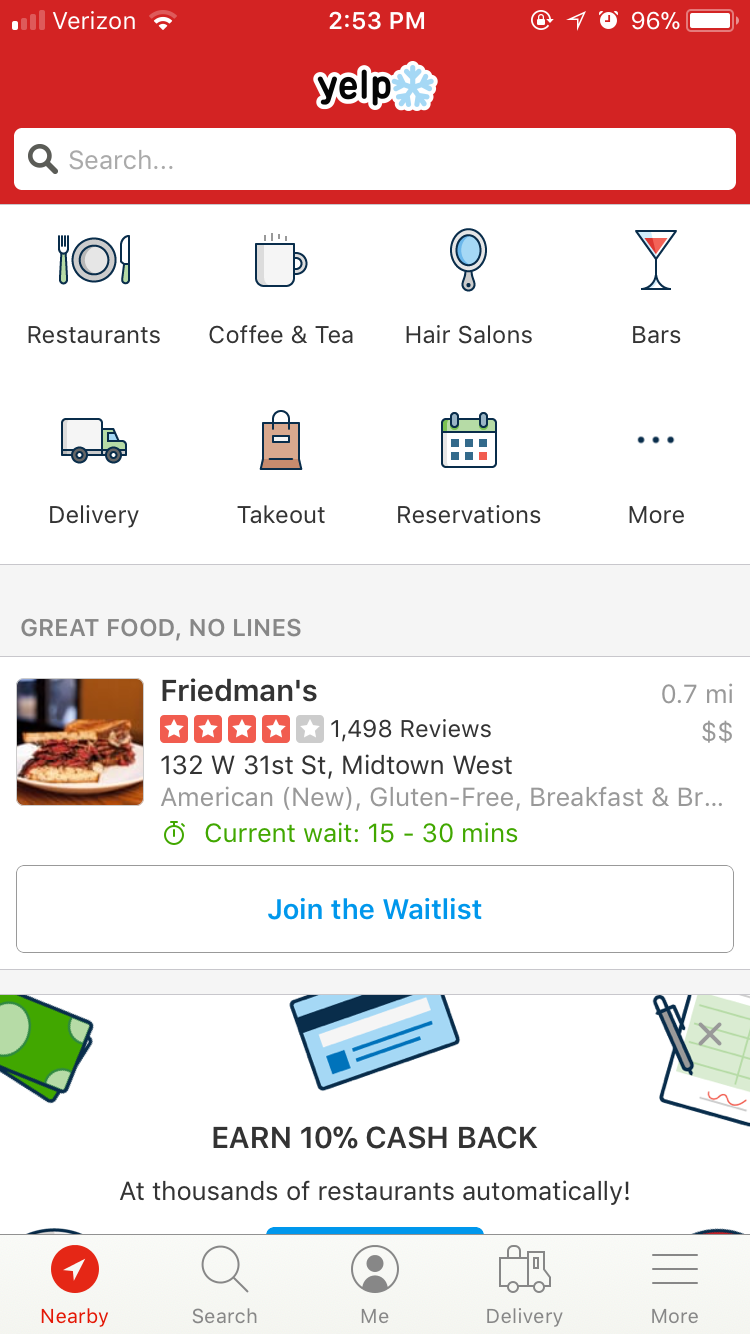 Verizon 2:53 PM 96%
yelp
Search...
Restaurants Coffee & Tea Hair Salons Bars
Delivery Takeout Reservations More
GREAT FOOD, NO LINES
Friedman's 0.7 mi
1,498 Reviews $$
132 W 31st St, Midtown West
American (New), Gluten-Free, Breakfast & Br...
Current wait: 15 - 30 mins
Join the Waitlist
EARN 10% CASH BACK
At thousands of restaurants automatically!
Nearby Search Me Delivery More